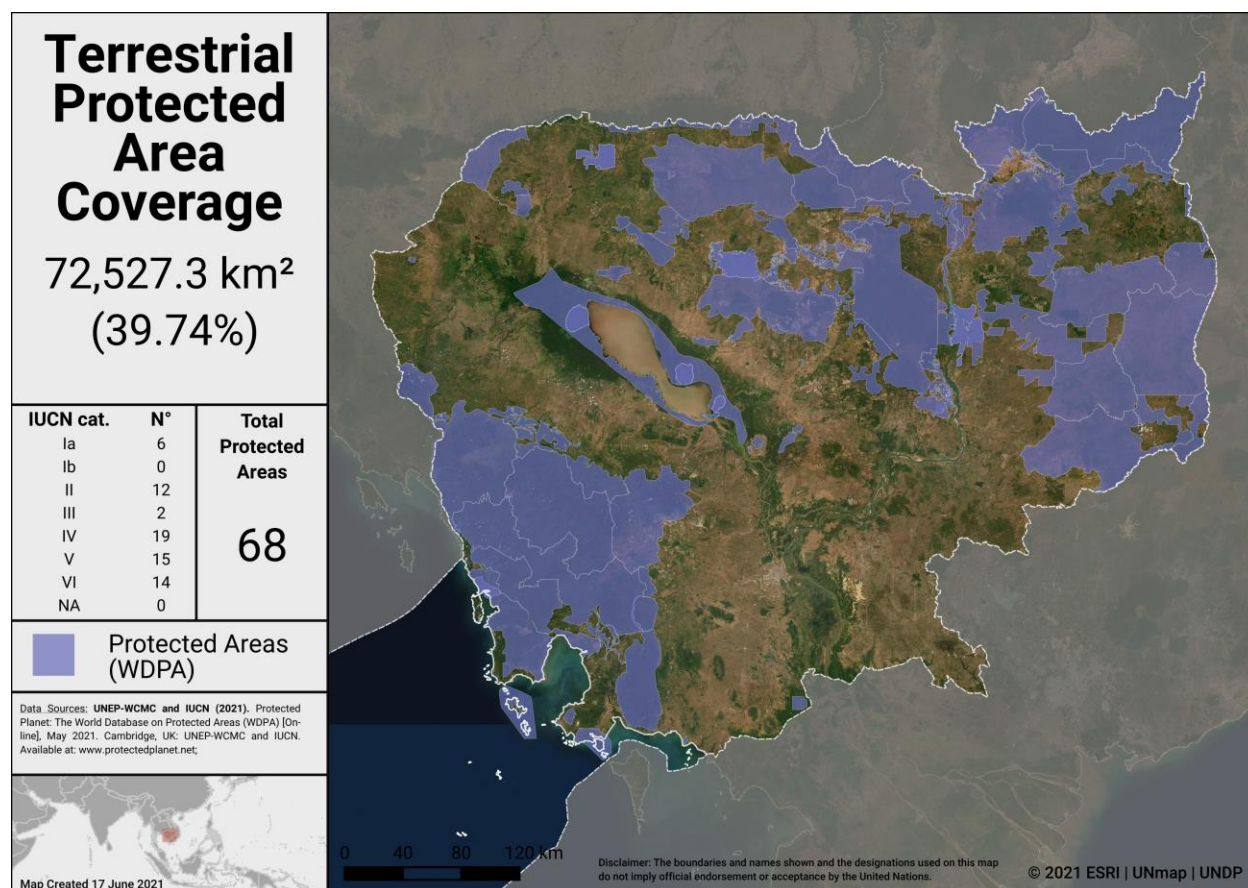 Terrestrial
Protected
Area
Coverage
72,527.3 km²
(39.74%)
IUCN cat. N°
Ia 6
Ib 0
II 12
III 2
IV 19
V 15
VI 14
NA 0
Total
Protected
Areas
68
Protected Areas
(WDPA)
Data Sources: UNEP-WCMC and IUCN (2021). Protected
Planet: The World Database on Protected Areas (WDPA) [On-
line], May 2021. Cambridge, UK: UNEP-WCMC and IUCN.
Available at: www.protectedplanet.net;
Map Created 17 June 2021
0 40 80 120 km
Disclaimer: The boundaries and names shown and the designations used on this map
do not imply official endorsement or acceptance by the United Nations.
© 2021 ESRI | UNmap | UNDP